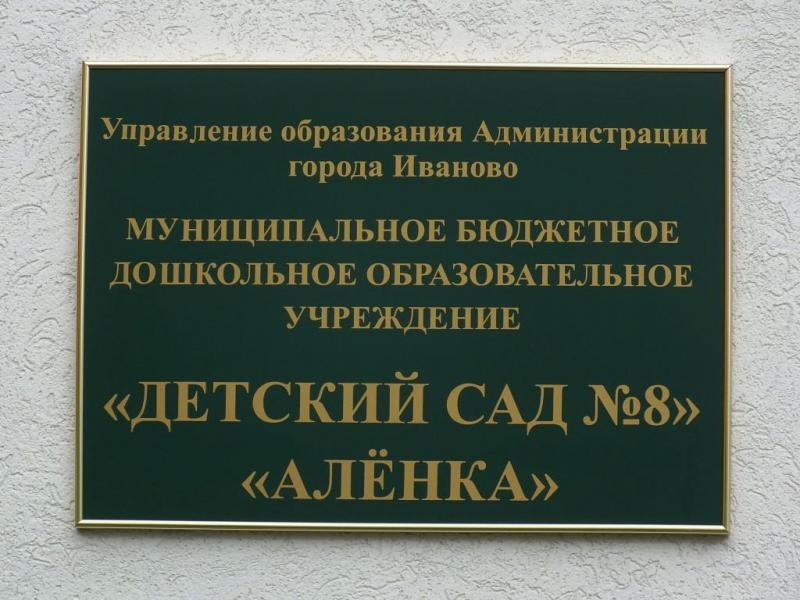 Управление образования Администрации
города Иваново
МУНИЦИПАЛЬНОЕ БЮДЖЕТНОЕ
ДОШКОЛЬНОЕ ОБРАЗОВАТЕЛЬНОЕ
УЧРЕЖДЕНИЕ
«ДЕТСКИЙ САД №8»
«АЛЁНКА»